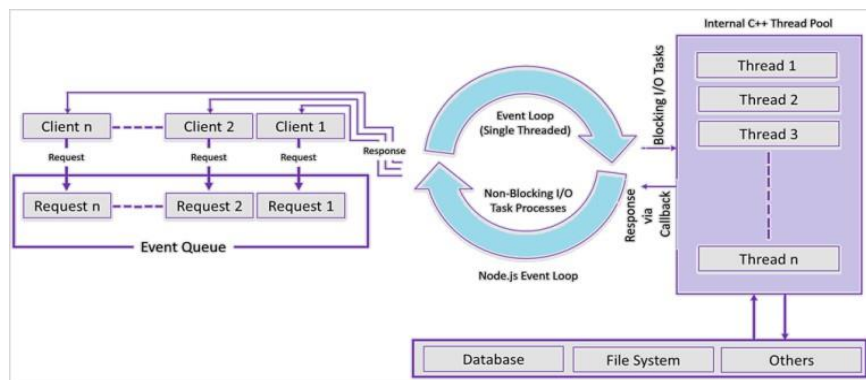 Internal C++ Thread Pool
Thread 1
Thread 2
Thread 3
Thread n
Blocking I/O Tasks
Response
via
Callback
Event Loop
(Single Threaded)
Non-Blocking I/O
Task Processes
Node.js Event Loop
Client n
Client 2
Client 1
Request
Request
Request
Response
Request n
Request 2
Request 1
Event Queue
Database
File System
Others